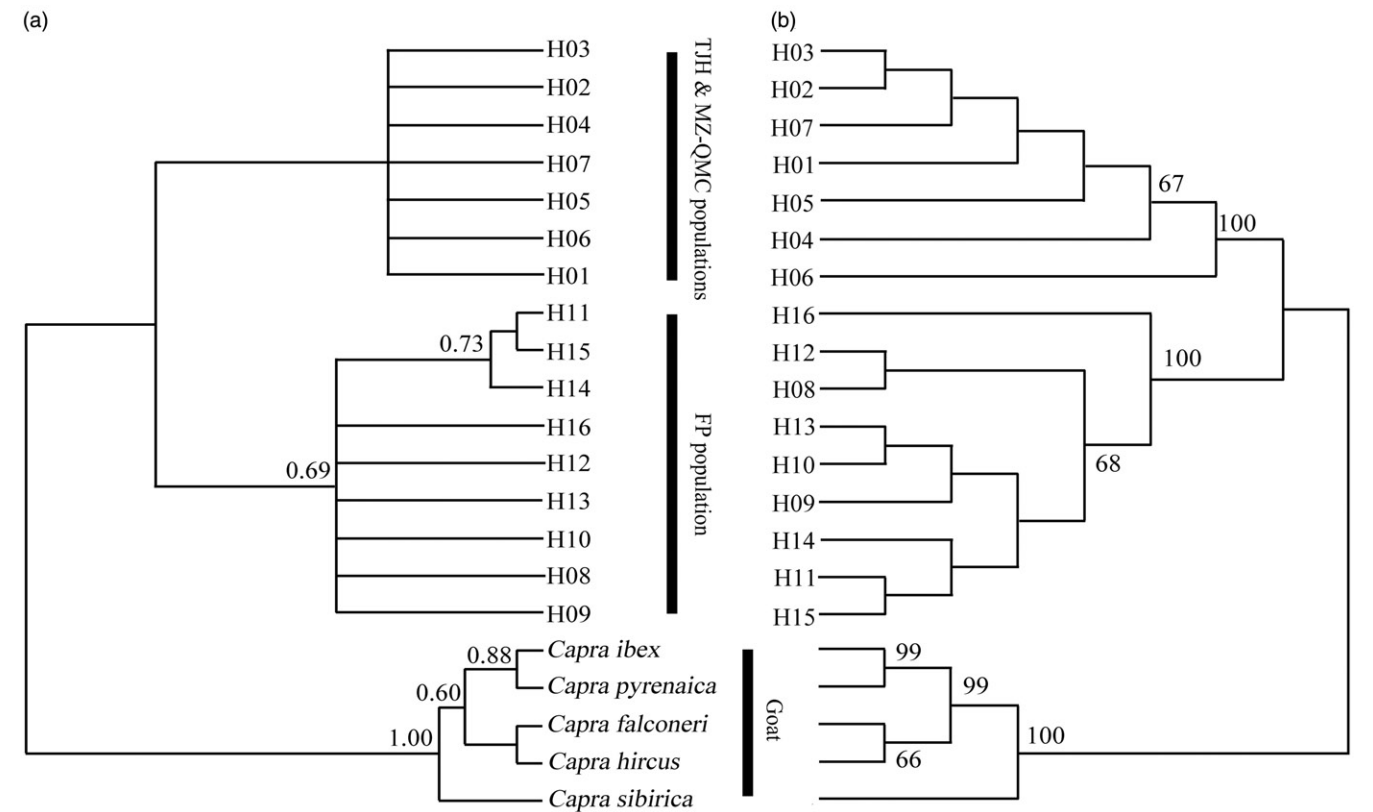 (a)
H03
H02
H04
H07
H05
H06
H01
H11
H15
H14
H16
H12
H13
H10
H08
H09
0.73
0.69
TJH & MZ-QMC populations
FP population
Capra ibex
Capra pyrenaica
Capra falconeri
Capra hircus
Capra sibirica
0.88
0.60
1.00
Goat
(b)
H03
H02
H07
H01
H05
H04
H06
H16
H12
H08
H13
H10
H09
H14
H11
H15
67
100
100
68
99
99
66
100